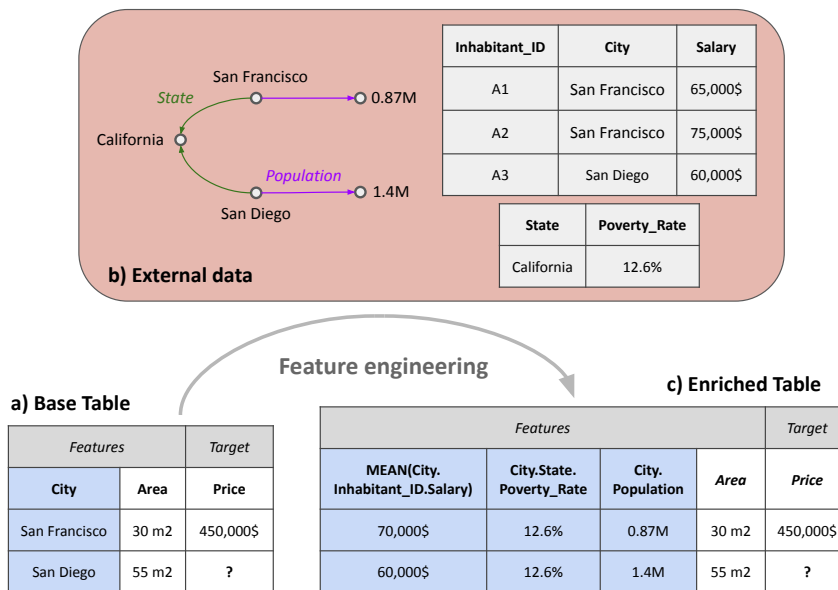 San Francisco
State
0.87M
California
Population
1.4M
San Diego
Inhabitant_ID City Salary
A1 San Francisco 65,000$
A2 San Francisco 75,000$
A3 San Diego 60,000$
State Poverty_Rate
California 12.6%
b) External data
Feature engineering
a) Base Table
Features Target
City Area Price
San Francisco 30 m2 450,000$
San Diego 55 m2 ?
c) Enriched Table
Features Target
MEAN(City.
Inhabitant_ID.Salary)
City.State.
Poverty_Rate
City.
Population
Area
Price
70,000$ 12.6% 0.87M 30 m2 450,000$
60,000$ 12.6% 1.4M 55 m2 ?